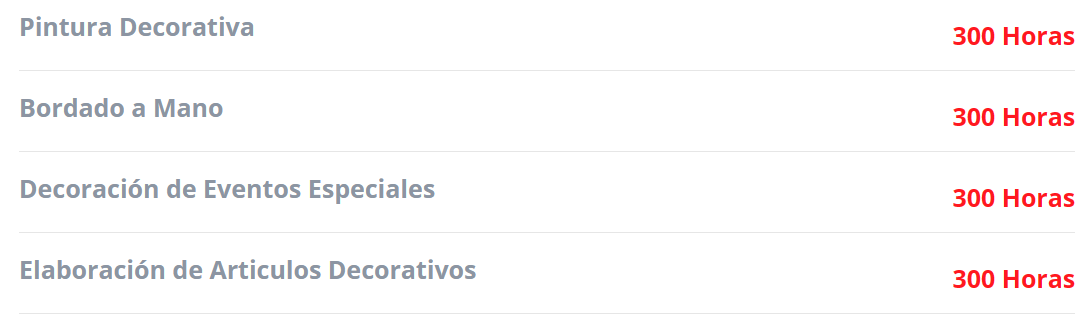 Pintura Decorativa
300 Horas
Bordado a Mano
300 Horas
Decoración de Eventos Especiales
300 Horas
Elaboración de Articulos Decorativos
300 Horas